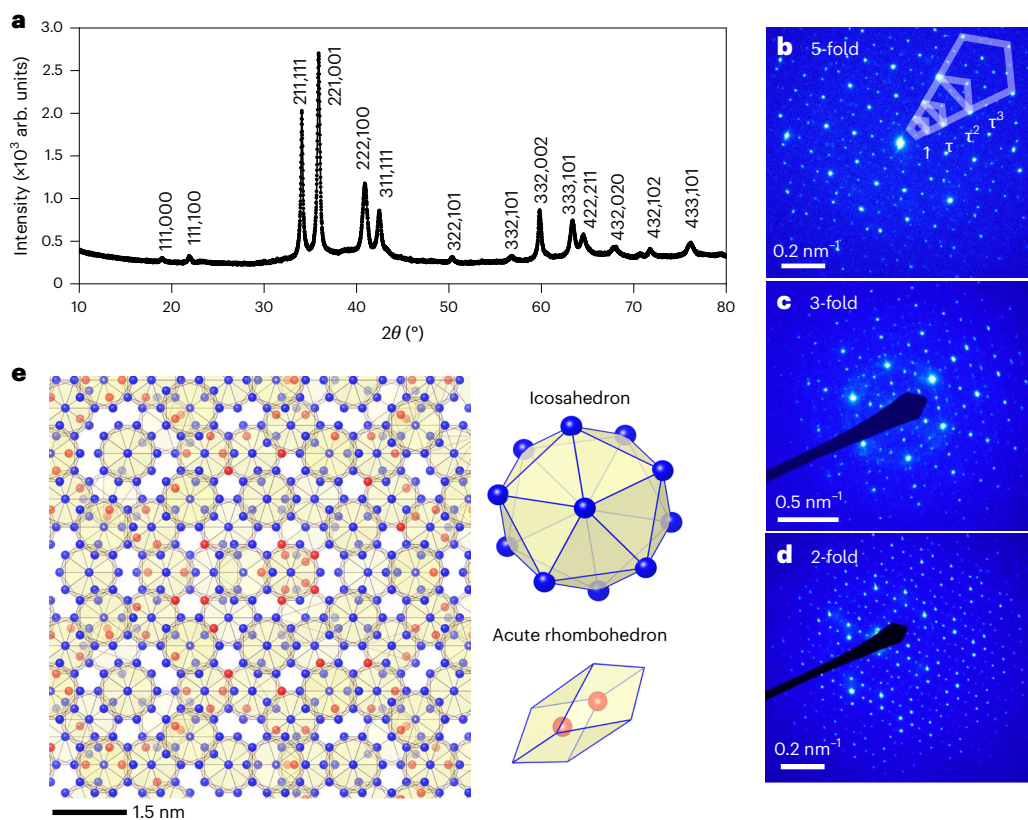 a
Intensity (×10³ arb. units)
3.0
2.5
2.0
1.5
1.0
0.5
0
10
20
30
40
50
60
70
80
2θ (°)
111,000
111,100
211,111
221,001
222,100
311,111
322,101
332,101
332,002
333,101
422,211
432,020
432,102
433,101
b 5-fold
1
τ
τ²
τ³
0.2 nm⁻¹
c 3-fold
0.5 nm⁻¹
d 2-fold
0.2 nm⁻¹
e
1.5 nm
Icosahedron
Acute rhombohedron